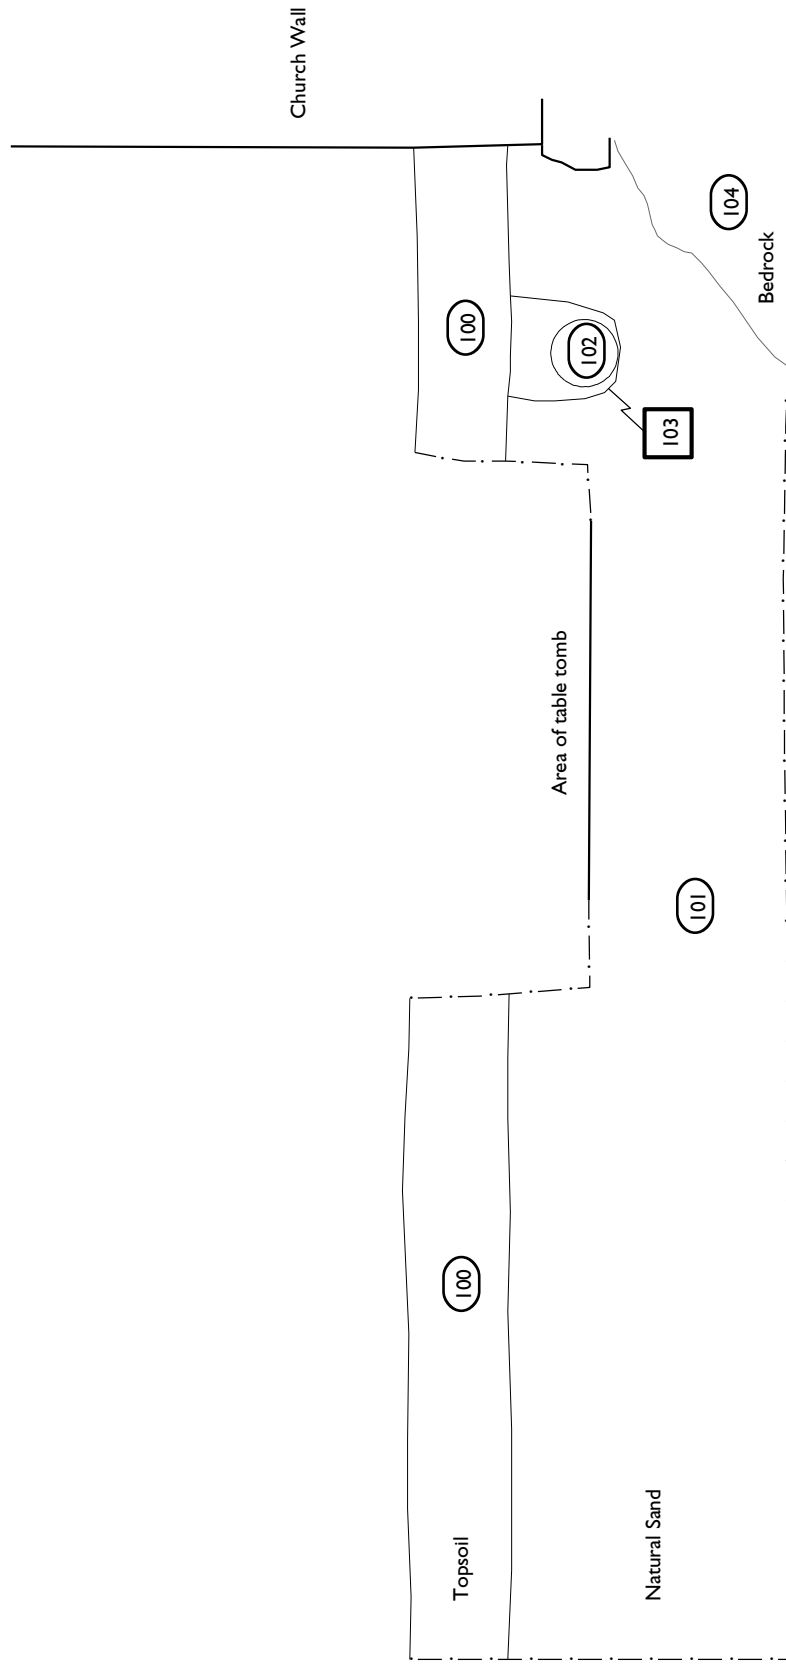 Church Wall
100
102
103
104
Bedrock
Area of table tomb
101
100
Topsoil
Natural Sand